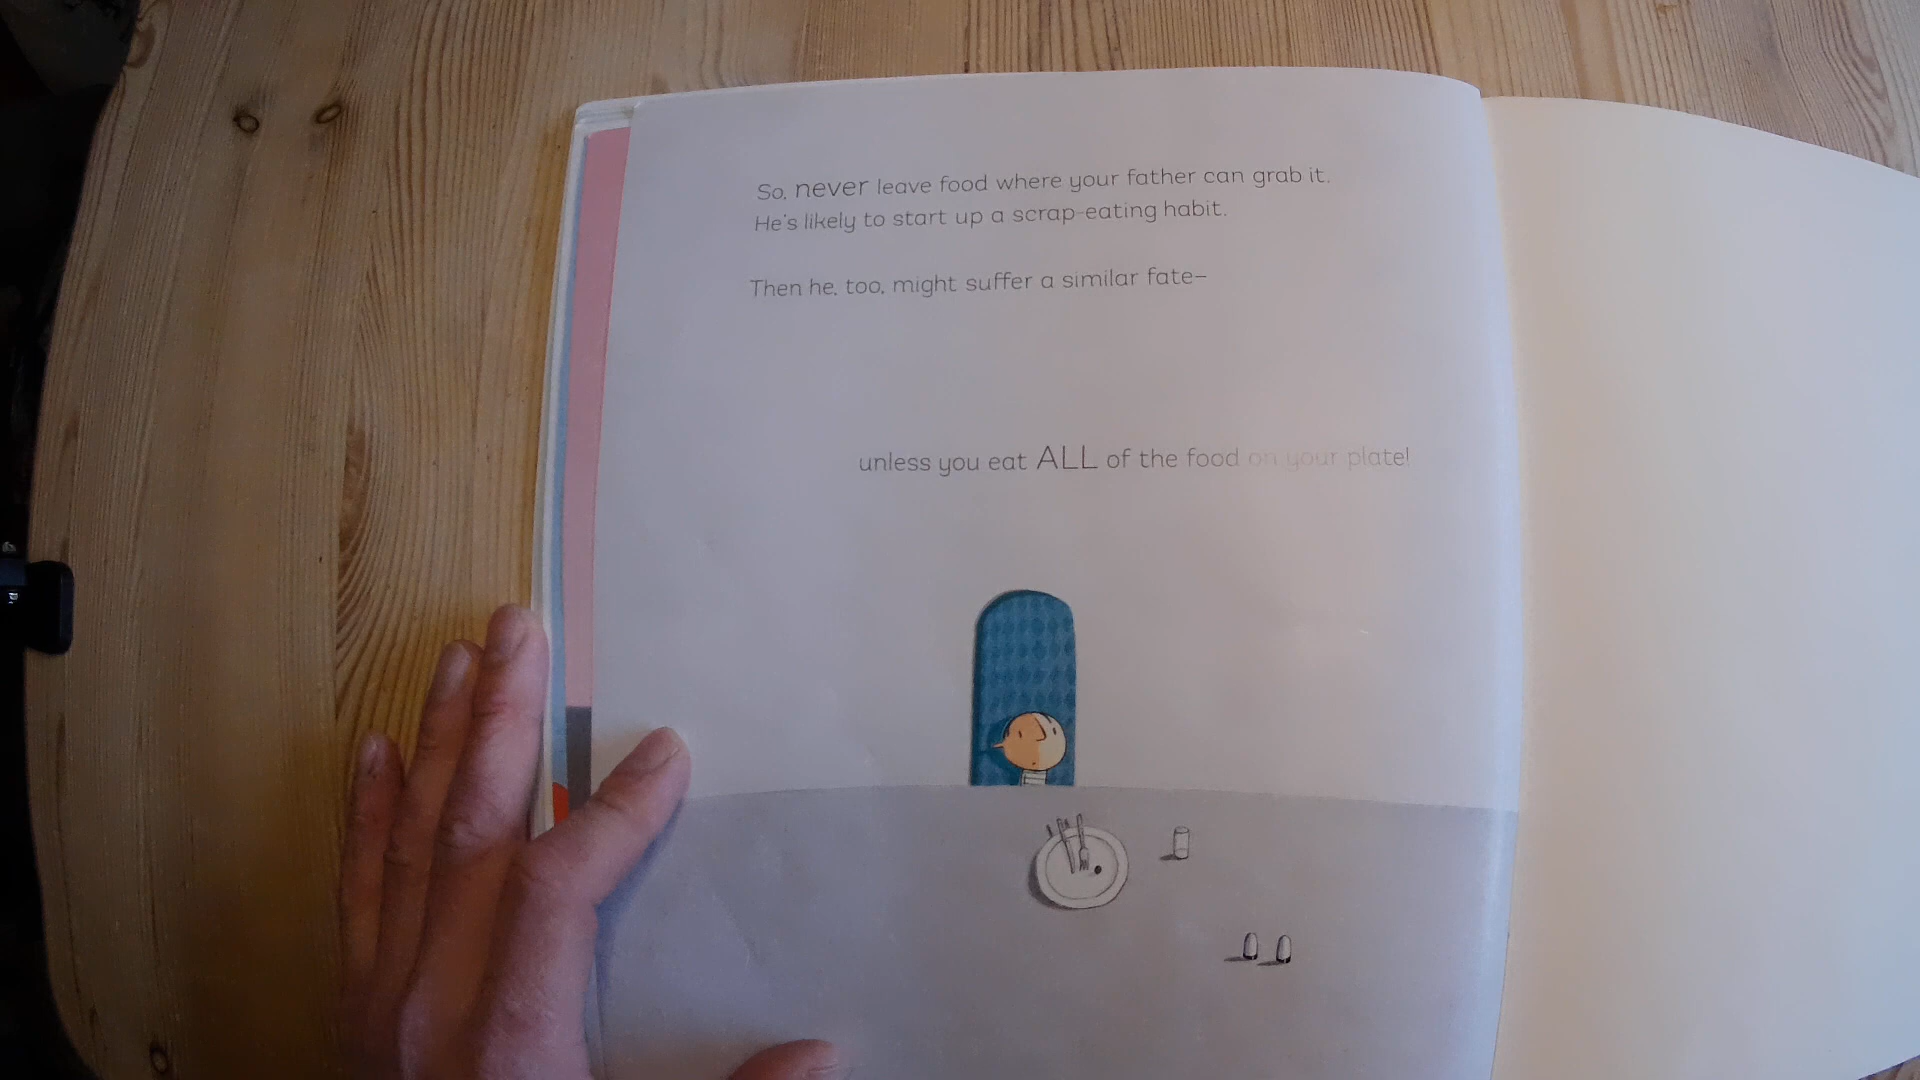 So, never leave food where your father can grab it.
He's likely to start up a scrap-eating habit.
Then he, too, might suffer a similar fate–
unless you eat ALL of the food on your plate!